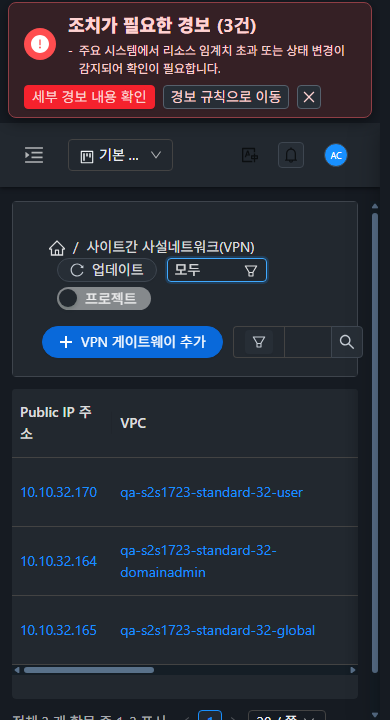 조치가 필요한 경보 (3건)
- 주요 시스템에서 리소스 임계치 초과 또는 상태 변경이
감지되어 확인이 필요합니다.
세부 경보 내용 확인
경보 규칙으로 이동
기본 ...
AC
/ 사이트간 사설네트워크(VPN)
업데이트
모두
프로젝트
+ VPN 게이트웨이 추가
Public IP 주
소
VPC
10.10.32.170
qa-s2s1723-standard-32-user
10.10.32.164
qa-s2s1723-standard-32-
domainadmin
10.10.32.165
qa-s2s1723-standard-32-global